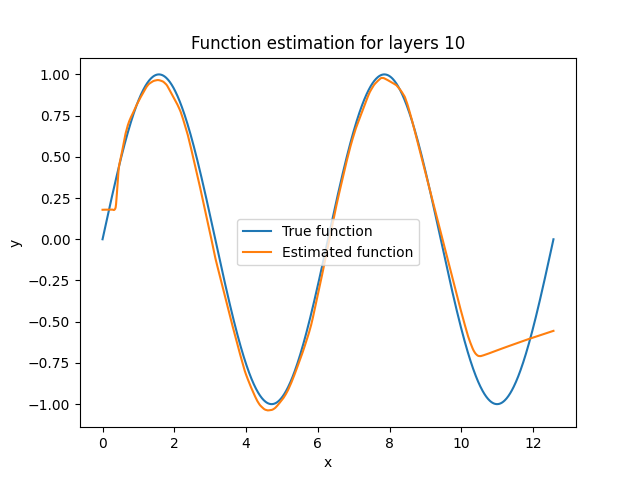 Function estimation for layers 10
y
1.00
0.75
0.50
0.25
0.00
−0.25
−0.50
−0.75
−1.00
True function
Estimated function
0 2 4 6 8 10 12
x